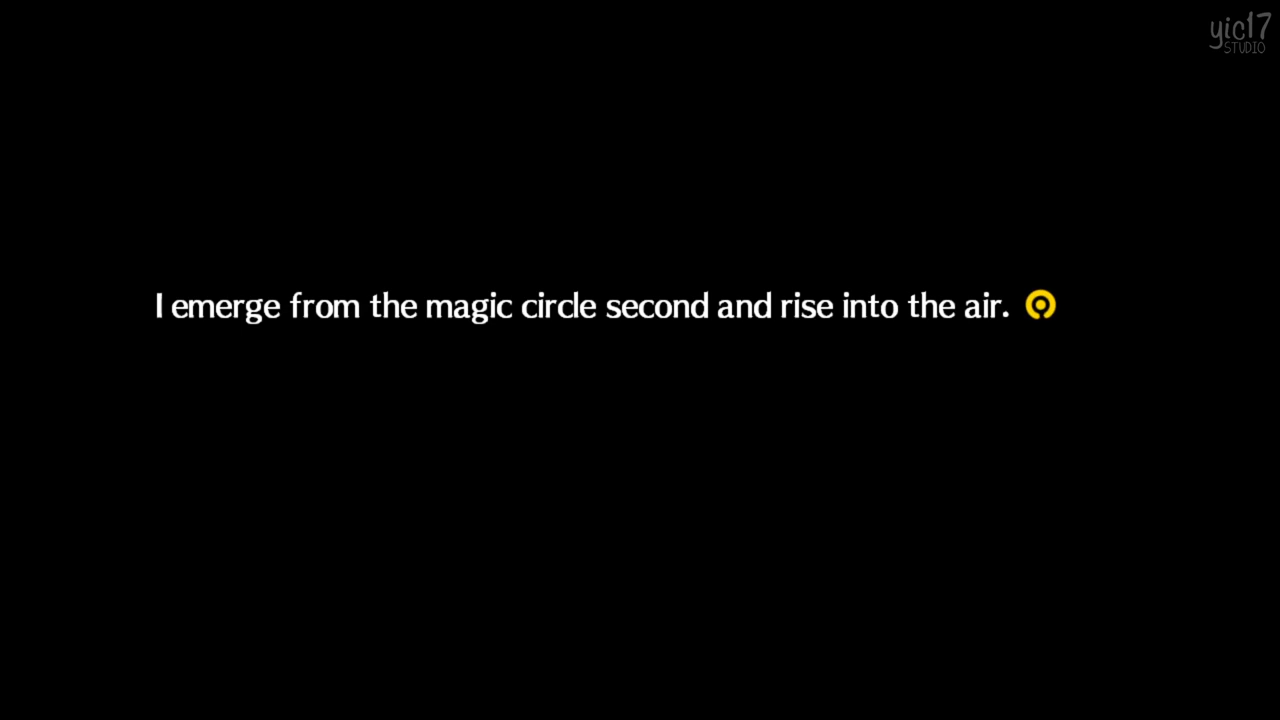 yic17
STUDIO
I emerge from the magic circle second and rise into the air.